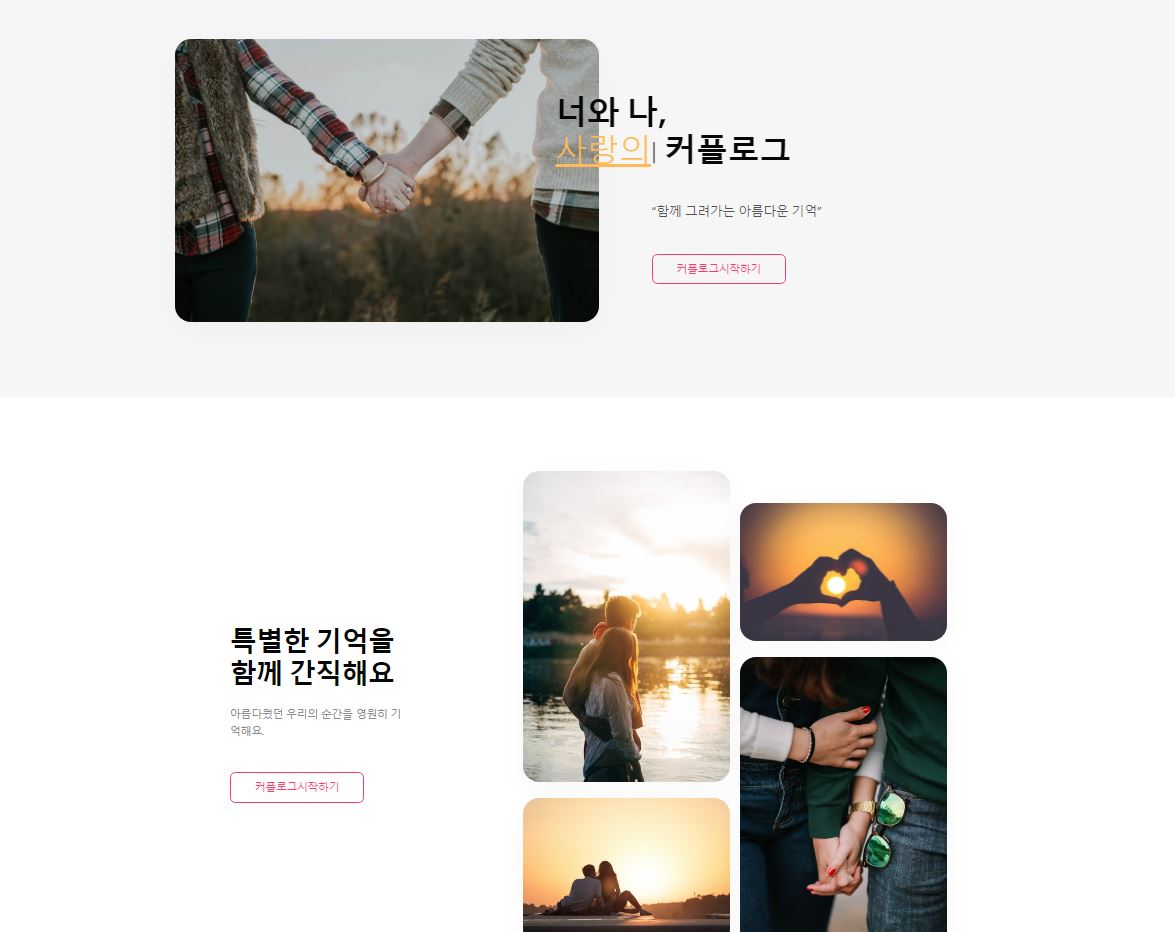 너와 나,
사랑의| 커플로그
“함께 그려가는 아름다운 기억”
커플로그시작하기
특별한 기억을
함께 간직해요
아름다웠던 우리의 순간을 영원히 기
억해요.
커플로그시작하기